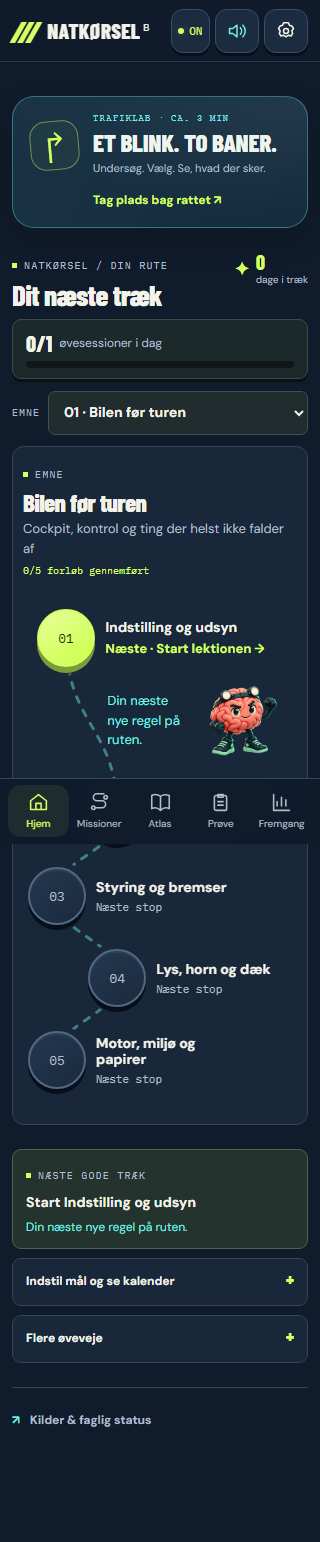 NATKØRSEL B
ON
TRAFIKLAB · CA. 3 MIN
ET BLINK. TO BANER.
Undersøg. Vælg. Se, hvad der sker.
Tag plads bag rattet ↗
NATKØRSEL / DIN RUTE
Dit næste træk
0
dage i træk
0/1 øvesessioner i dag
EMNE
01 · Bilen før turen
EMNE
Bilen før turen
Cockpit, kontrol og ting der helst ikke falder
af
0/5 forløb gennemført
01
Indstilling og udsyn
Næste · Start lektionen →
Din næste
nye regel på
ruten.
Hjem
Missioner
Atlas
Prøve
Fremgang
03
Styring og bremser
Næste stop
04
Lys, horn og dæk
Næste stop
05
Motor, miljø og
papirer
Næste stop
NÆSTE GODE TRÆK
Start Indstilling og udsyn
Din næste nye regel på ruten.
Indstil mål og se kalender +
Flere øveveje +
↗ Kilder & faglig status